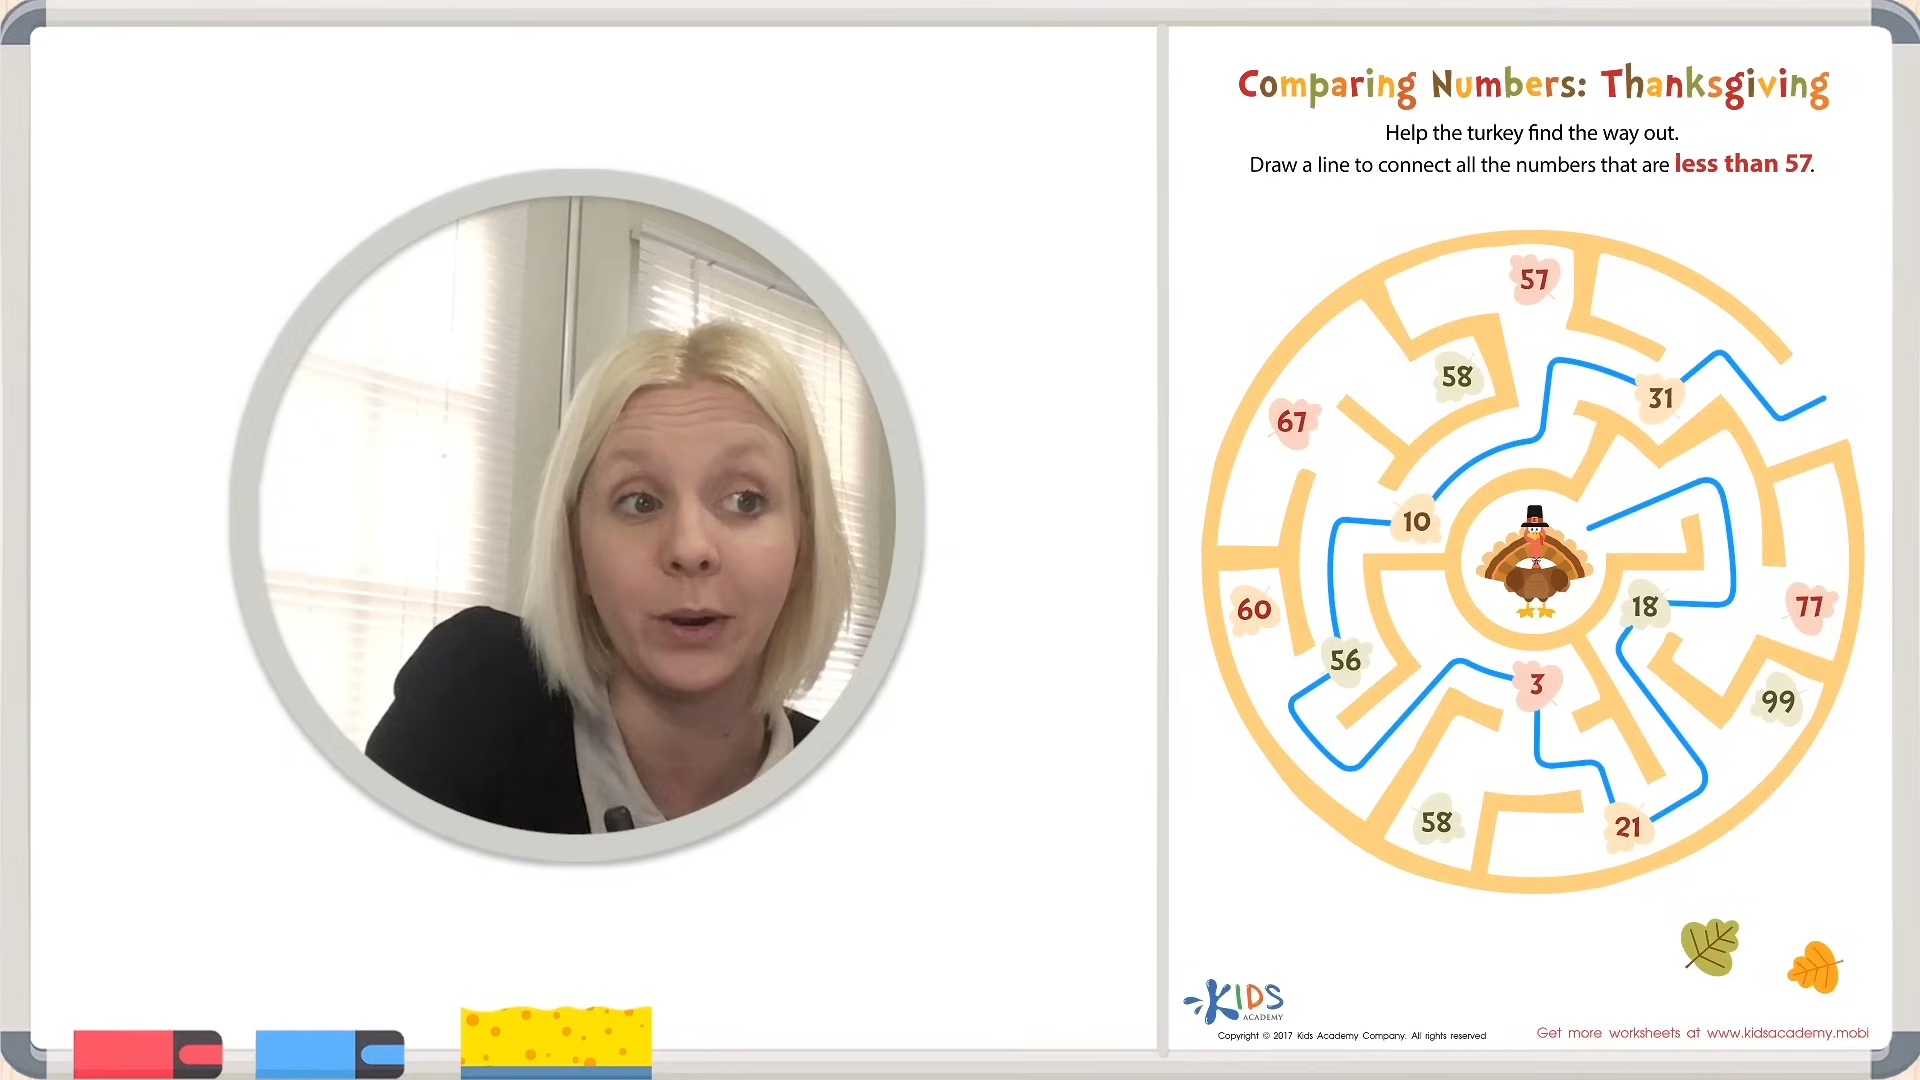 Comparing Numbers: Thanksgiving
Help the turkey find the way out.
Draw a line to connect all the numbers that are less than 57.
57
58
31
67
10
60
18
77
56
3
99
58
21
KIDS
ACADEMY
Copyright © 2017 Kids Academy Company. All rights reserved
Get more worksheets at www.kidsacademy.mobi